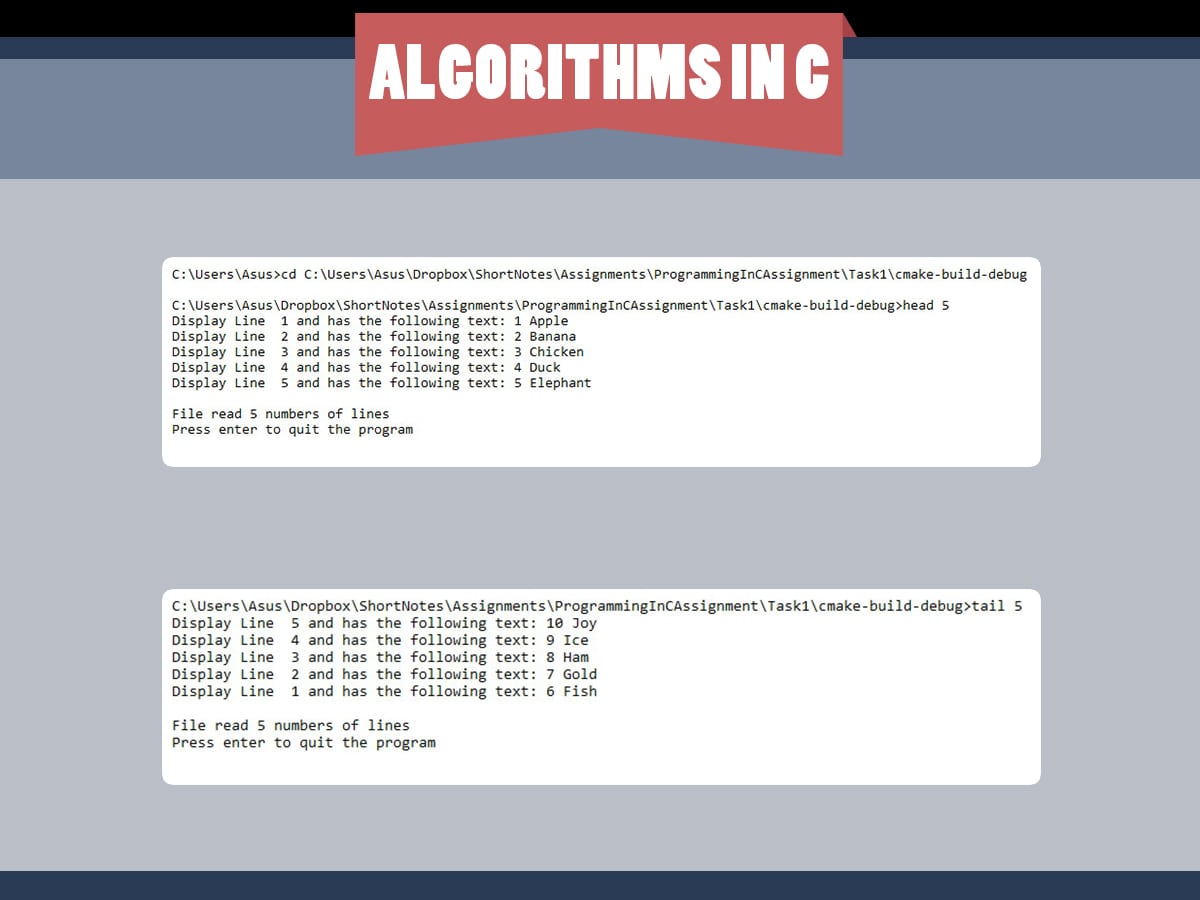 ALGORITHMS IN C
C:\Users\Asus>cd C:\Users\Asus\Dropbox\ShortNotes\Assignments\ProgrammingInCAssignment\Task1\cmake-build-debug
C:\Users\Asus\Dropbox\ShortNotes\Assignments\ProgrammingInCAssignment\Task1\cmake-build-debug>head 5
Display Line  1 and has the following text: 1 Apple
Display Line  2 and has the following text: 2 Banana
Display Line  3 and has the following text: 3 Chicken
Display Line  4 and has the following text: 4 Duck
Display Line  5 and has the following text: 5 Elephant
File read 5 numbers of lines
Press enter to quit the program
C:\Users\Asus\Dropbox\ShortNotes\Assignments\ProgrammingInCAssignment\Task1\cmake-build-debug>tail 5
Display Line  5 and has the following text: 10 Joy
Display Line  4 and has the following text: 9 Ice
Display Line  3 and has the following text: 8 Ham
Display Line  2 and has the following text: 7 Gold
Display Line  1 and has the following text: 6 Fish
File read 5 numbers of lines
Press enter to quit the program